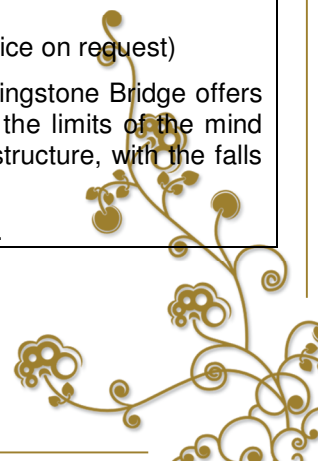 ice on request)
ingstone Bridge offers
the limits of the mind
structure, with the falls
.